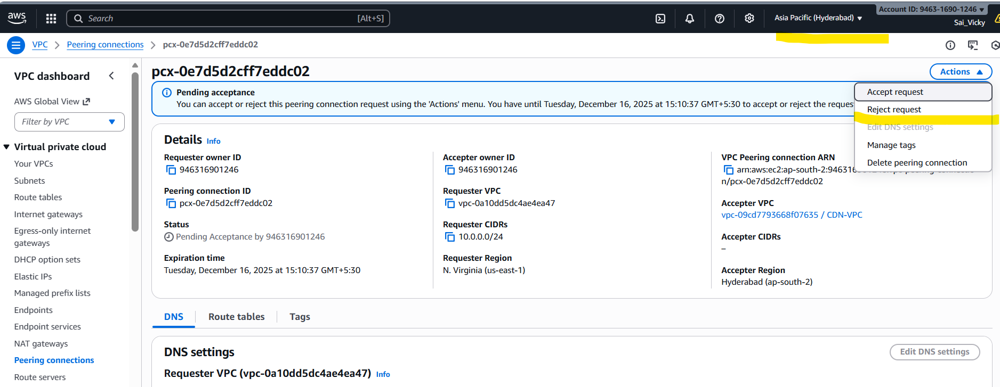 aws
Search [Alt+S]
Asia Pacific (Hyderabad)
Account ID: 9463-1690-1246
Sai_Vicky
VPC
Peering connections
pcx-0e7d5d2cff7eddc02
VPC dashboard
AWS Global View
Filter by VPC
Virtual private cloud
Your VPCs
Subnets
Route tables
Internet gateways
Egress-only internet
gateways
DHCP option sets
Elastic IPs
Managed prefix lists
Endpoints
Endpoint services
NAT gateways
Peering connections
Route servers
pcx-0e7d5d2cff7eddc02
Actions
Accept request
Reject request
Edit DNS settings
Manage tags
Delete peering connection
Pending acceptance
You can accept or reject this peering connection request using the 'Actions' menu. You have until Tuesday, December 16, 2025 at 15:10:37 GMT+5:30 to accept or reject the reques
Details Info
Requester owner ID
946316901246
Peering connection ID
pcx-0e7d5d2cff7eddc02
Status
Pending Acceptance by 946316901246
Expiration time
Tuesday, December 16, 2025 at 15:10:37 GMT+5:30
Accepter owner ID
946316901246
Requester VPC
vpc-0a10dd5dc4ae4ea47
Requester CIDRs
10.0.0.0/24
Requester Region
N. Virginia (us-east-1)
VPC Peering connection ARN
arn:aws:ec2:ap-south-2:94631
n/pcx-0e7d5d2cff7eddc02
Accepter VPC
vpc-09cd7793668f07635 / CDN-VPC
Accepter CIDRs
–
Accepter Region
Hyderabad (ap-south-2)
DNS
Route tables
Tags
DNS settings
Edit DNS settings
Requester VPC (vpc-0a10dd5dc4ae4ea47) Info